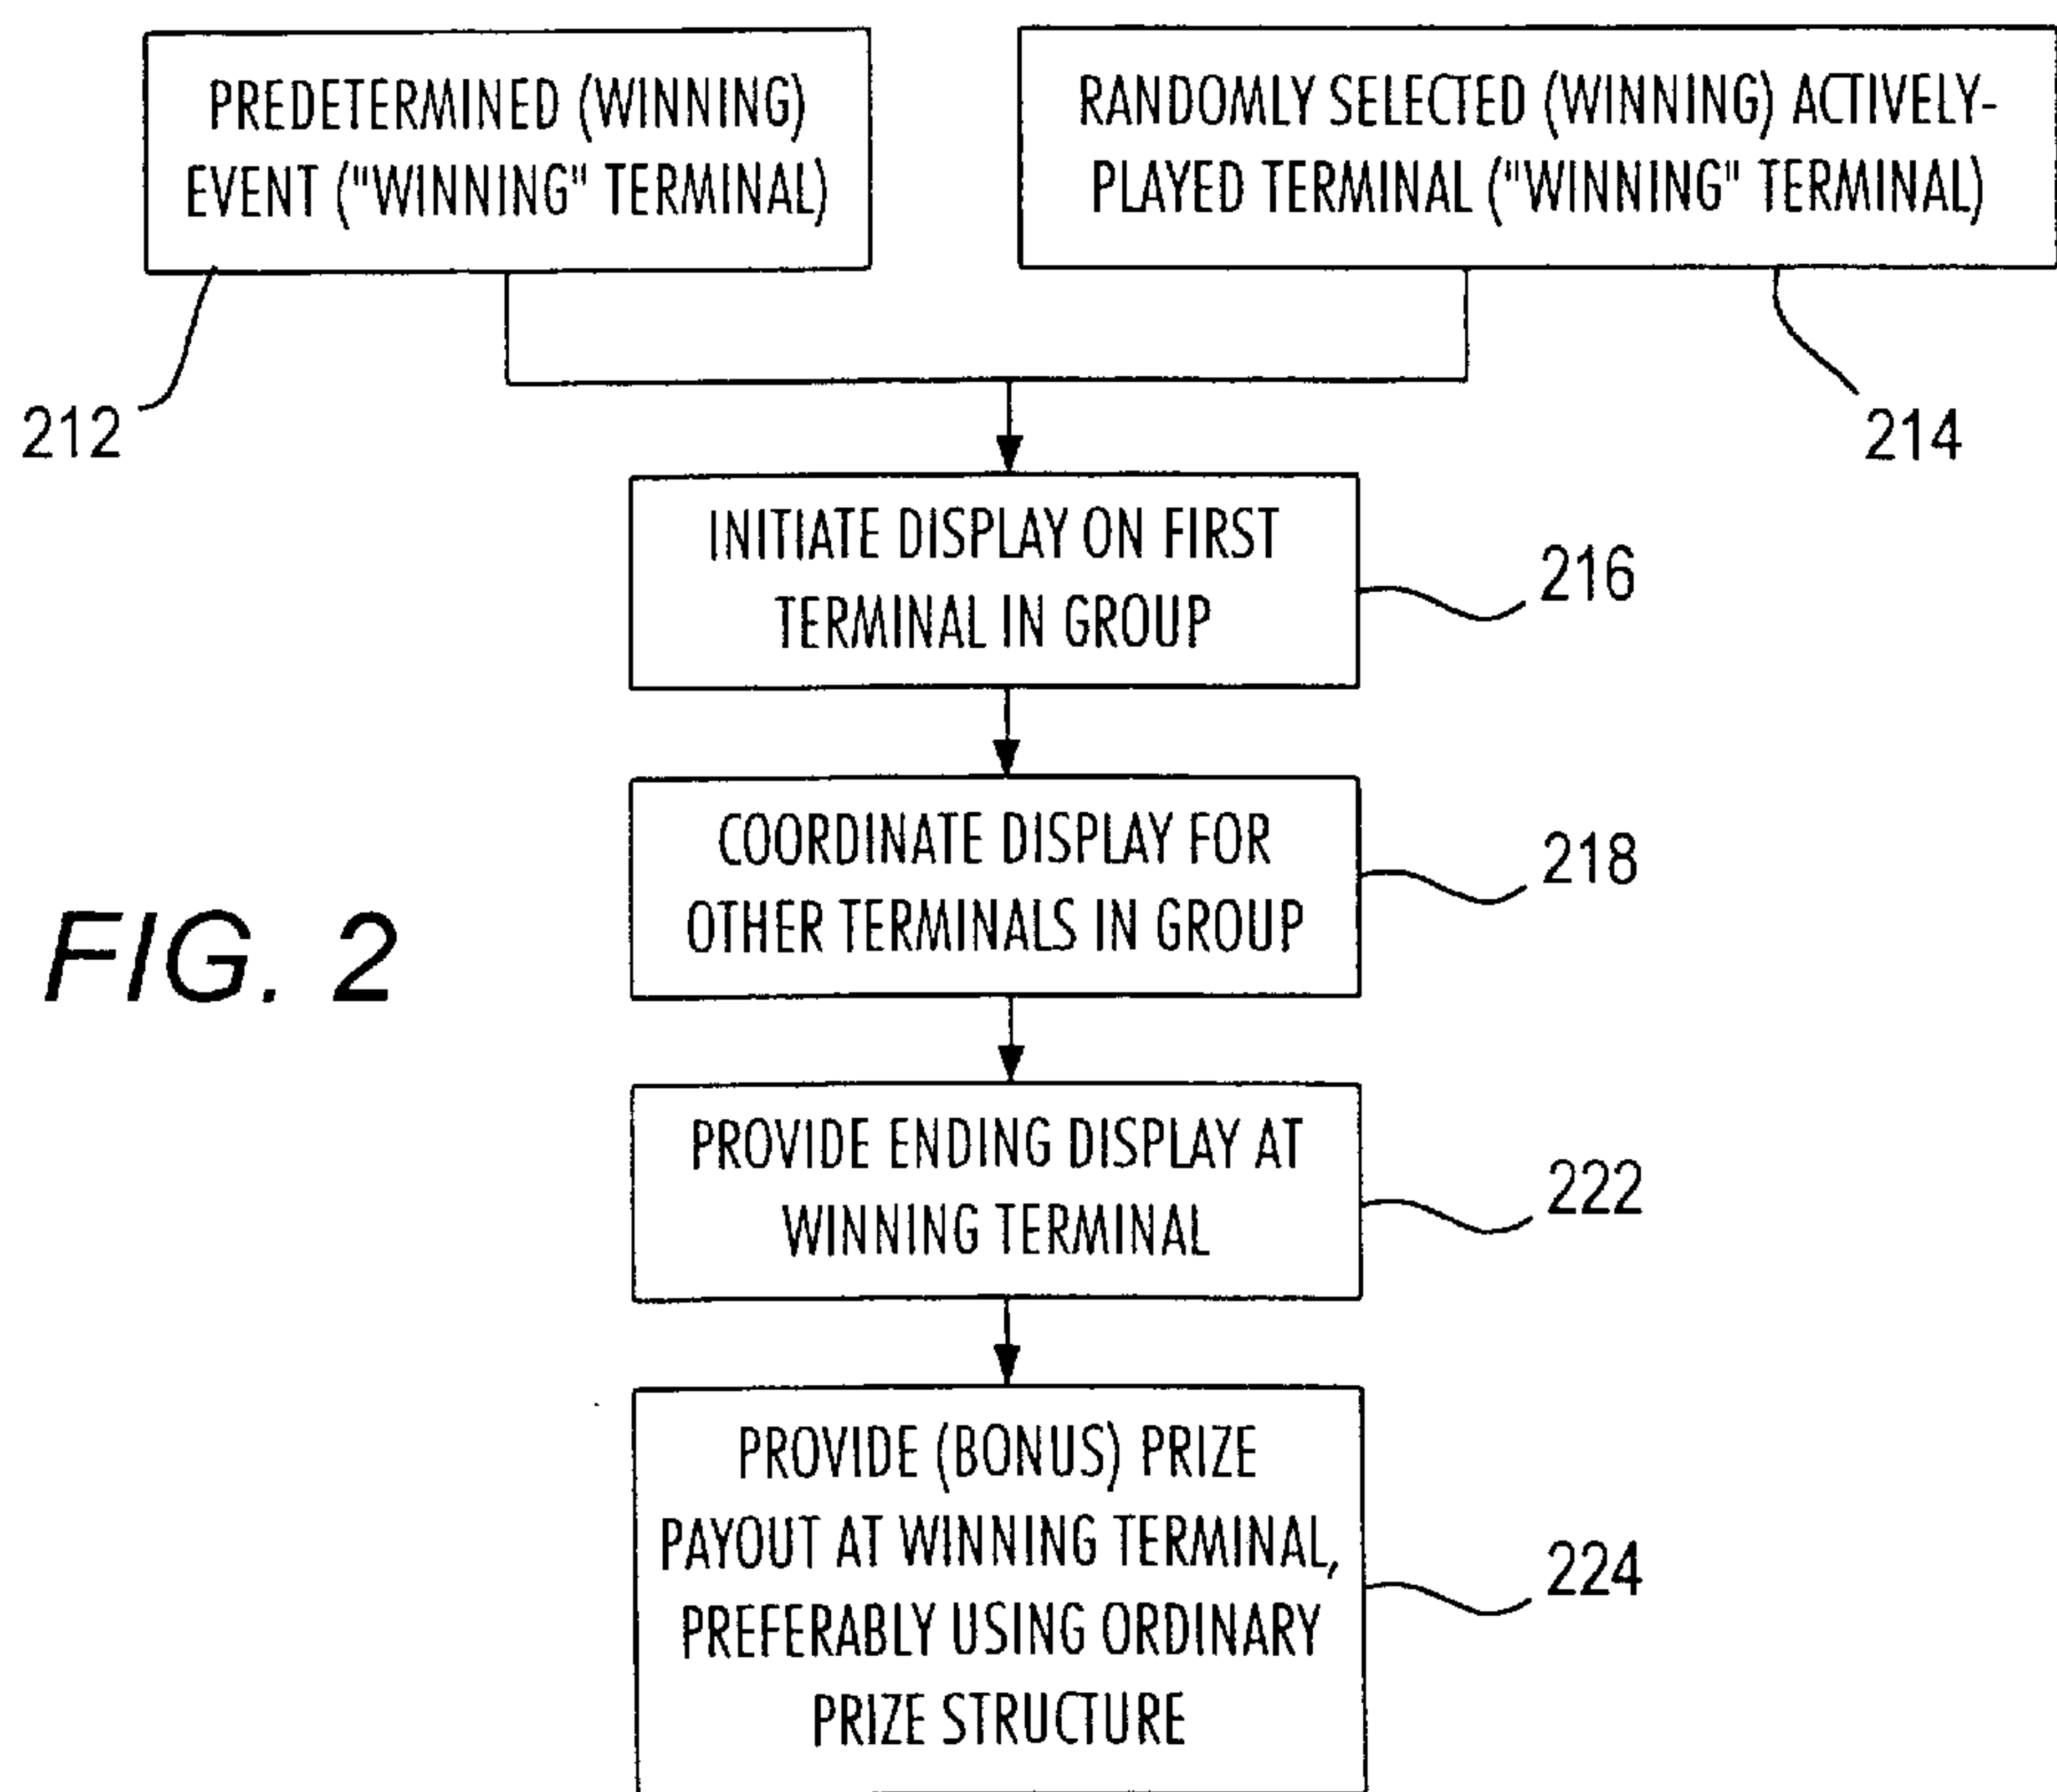 PREDETERMINED (WINNING)
EVENT ("WINNING" TERMINAL)
RANDOMLY SELECTED (WINNING) ACTIVELY-
PLAYED TERMINAL ("WINNING" TERMINAL)
212
214
INITIATE DISPLAY ON FIRST
TERMINAL IN GROUP
216
COORDINATE DISPLAY FOR
OTHER TERMINALS IN GROUP
218
FIG. 2
PROVIDE ENDING DISPLAY AT
WINNING TERMINAL
222
PROVIDE (BONUS) PRIZE
PAYOUT AT WINNING TERMINAL,
PREFERABLY USING ORDINARY
PRIZE STRUCTURE
224